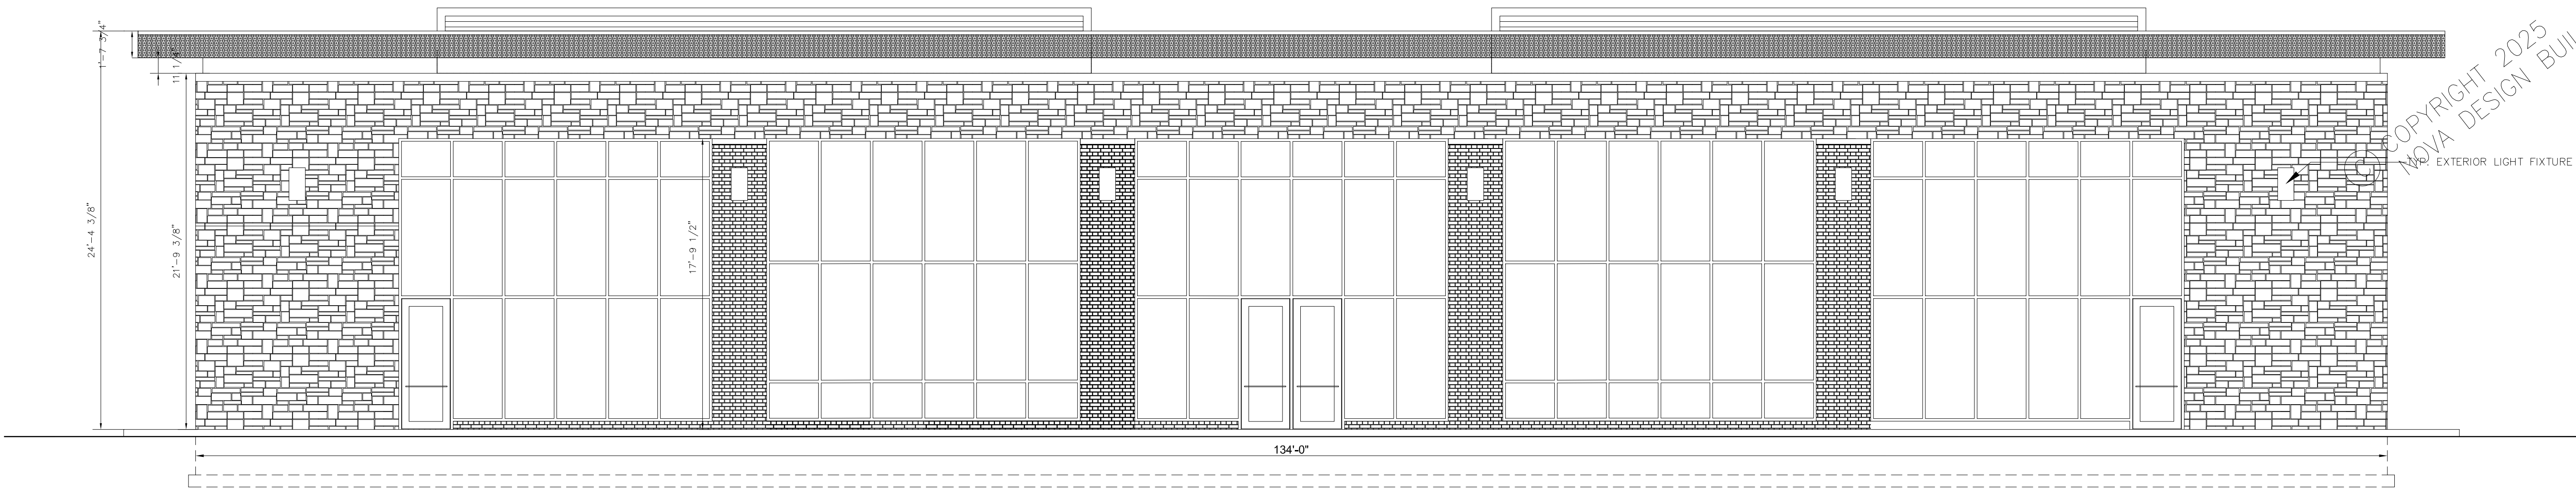 1'-7 3/4"
11 1/4"
24'-4 3/8"
21'-9 3/8"
17'-9 1/2"
© COPYRIGHT 2025
NOVA DESIGN
TYP. EXTERIOR LIGHT FIXTURE
134'-0"